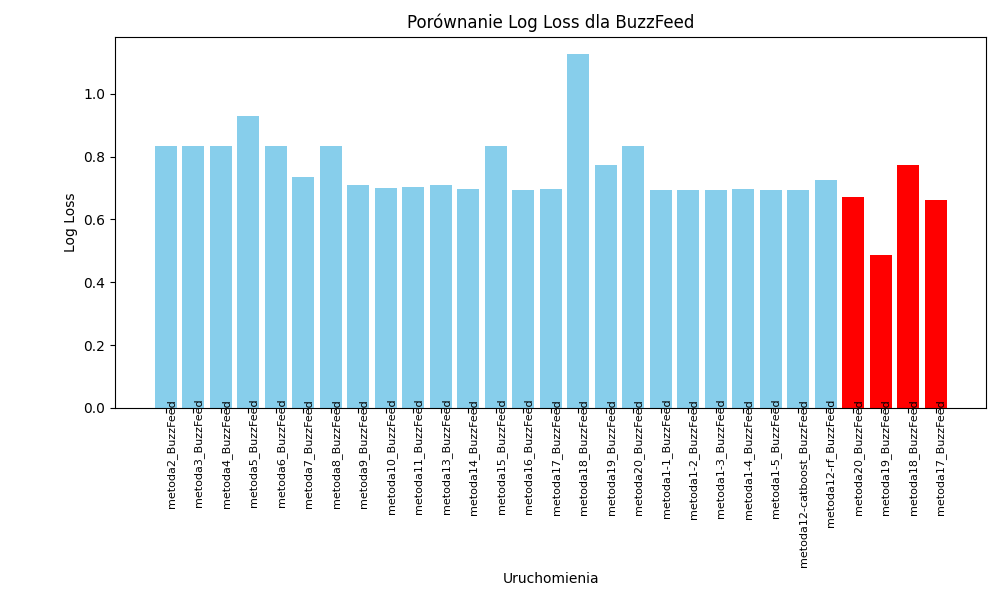 Porównanie Log Loss dla BuzzFeed
Log Loss
1.0
0.8
0.6
0.4
0.2
0.0
metoda2_BuzzFeed
metoda3_BuzzFeed
metoda4_BuzzFeed
metoda5_BuzzFeed
metoda6_BuzzFeed
metoda7_BuzzFeed
metoda8_BuzzFeed
metoda9_BuzzFeed
metoda10_BuzzFeed
metoda11_BuzzFeed
metoda13_BuzzFeed
metoda14_BuzzFeed
metoda15_BuzzFeed
metoda16_BuzzFeed
metoda17_BuzzFeed
metoda18_BuzzFeed
metoda19_BuzzFeed
metoda20_BuzzFeed
metoda1-1_BuzzFeed
metoda1-2_BuzzFeed
metoda1-3_BuzzFeed
metoda1-4_BuzzFeed
metoda1-5_BuzzFeed
metoda12-catboost_BuzzFeed
metoda12-rf_BuzzFeed
metoda20_BuzzFeed
metoda19_BuzzFeed
metoda18_BuzzFeed
metoda17_BuzzFeed
Uruchomienia